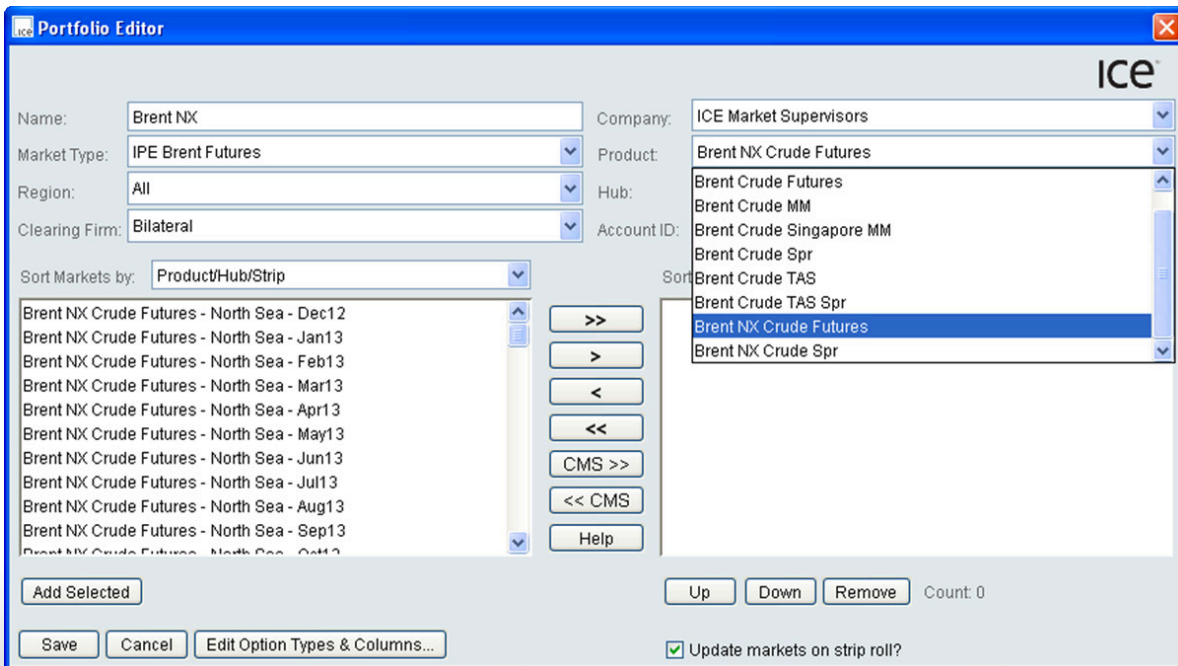 ice Portfolio Editor
ice
Name: Brent NX Company: ICE Market Supervisors
Market Type: IPE Brent Futures Product: Brent NX Crude Futures
Region: All Hub:
Clearing Firm: Bilateral Account ID:
Brent Crude Futures
Brent Crude MM
Brent Crude Singapore MM
Brent Crude Spr
Brent Crude TAS
Brent Crude TAS Spr
Brent NX Crude Futures
Brent NX Crude Spr
Sort Markets by: Product/Hub/Strip
Sort
Brent NX Crude Futures - North Sea - Dec12
Brent NX Crude Futures - North Sea - Jan13
Brent NX Crude Futures - North Sea - Feb13
Brent NX Crude Futures - North Sea - Mar13
Brent NX Crude Futures - North Sea - Apr13
Brent NX Crude Futures - North Sea - May13
Brent NX Crude Futures - North Sea - Jun13
Brent NX Crude Futures - North Sea - Jul13
Brent NX Crude Futures - North Sea - Aug13
Brent NX Crude Futures - North Sea - Sep13
Brent NX Crude Futures - North Sea - Oct13
>>
>
<
<<
CMS >>
<< CMS
Help
Add Selected
Up Down Remove Count: 0
Save Cancel Edit Option Types & Columns...
Update markets on strip roll?